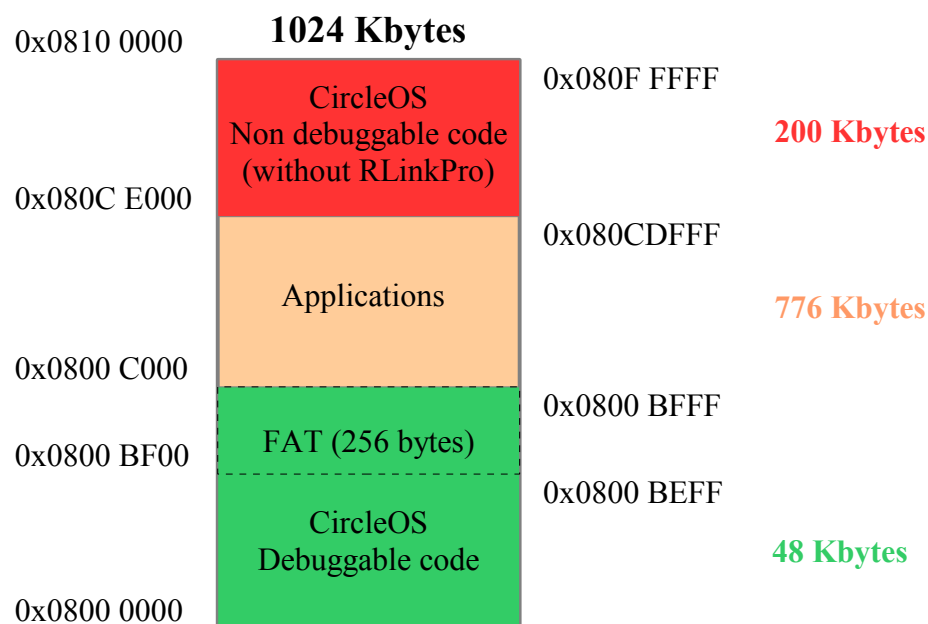 1024 Kbytes
0x0810 0000
0x080F FFFF
CircleOS
Non debuggable code
(without RLinkPro)
200 Kbytes
0x080C E000
0x080CDFFF
Applications
776 Kbytes
0x0800 C000
0x0800 BFFF
FAT (256 bytes)
0x0800 BF00
0x0800 BEFF
CircleOS
Debuggable code
48 Kbytes
0x0800 0000